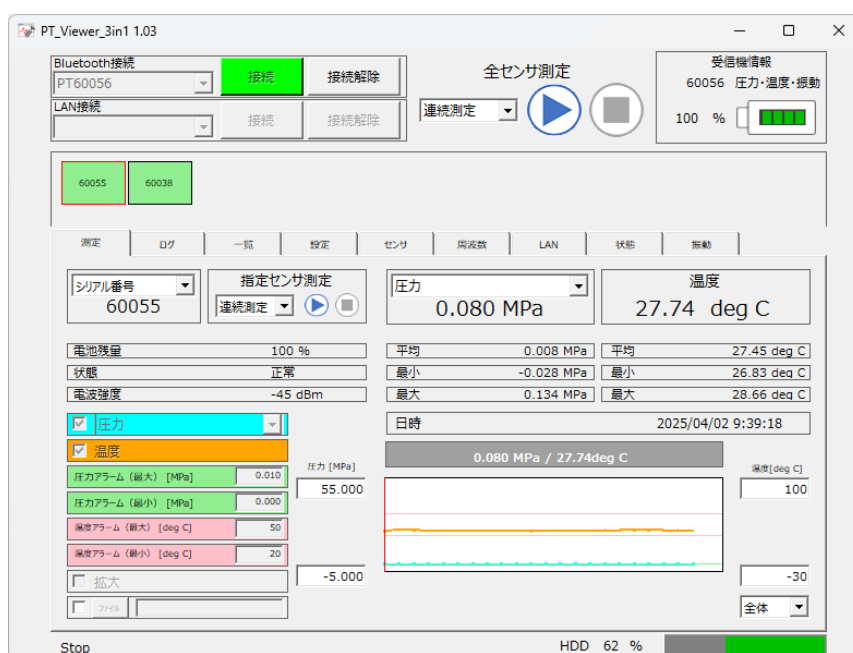 PT_Viewer_3in1 1.03
Bluetooth接続
PT60056
接続
接続解除
LAN接続
接続
接続解除
全センサ測定
連続測定
受信機情報
60056 圧力・温度・振動
100 %
60055
60038
測定
ログ
一覧
設定
センサ
周波数
LAN
状態
振動
シリアル番号
60055
指定センサ測定
連続測定
圧力
0.080 MPa
温度
27.74 deg C
電池残量 100 %
状態 正常
電波強度 -45 dBm
平均 0.008 MPa
最小 -0.028 MPa
最大 0.134 MPa
平均 27.45 deg C
最小 26.83 deg C
最大 28.66 deg C
圧力
温度
圧力アラーム（最大） [MPa] 0.010
圧力アラーム（最小） [MPa] 0.000
温度アラーム（最大） [deg C] 50
温度アラーム（最小） [deg C] 20
拡大
ファイル
日時 2025/04/02 9:39:18
0.080 MPa / 27.74deg C
圧力 [MPa]
55.000
-5.000
温度[deg C]
100
-30
全体
Stop
HDD 62 %